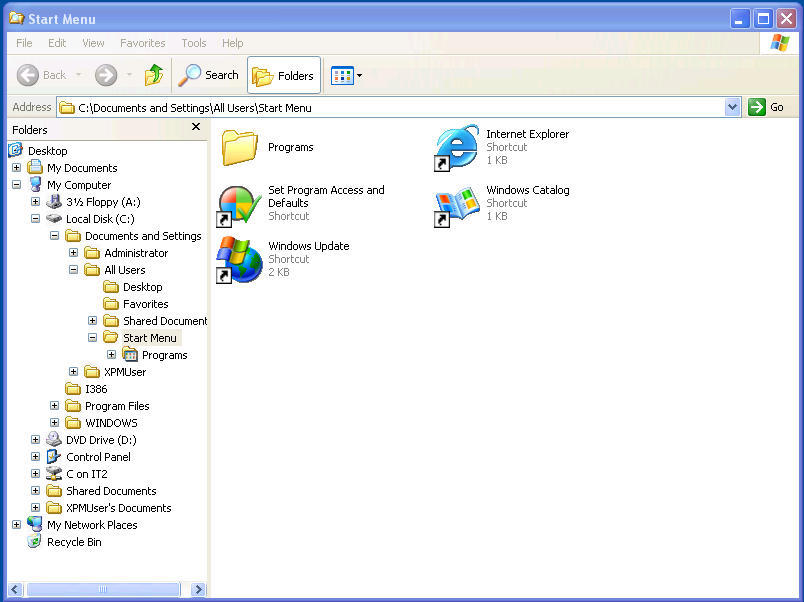 Start Menu
File Edit View Favorites Tools Help
Back Search Folders
Address C:\Documents and Settings\All Users\Start Menu Go
Folders
Desktop
My Documents
My Computer
3½ Floppy (A:)
Local Disk (C:)
Documents and Settings
Administrator
All Users
Desktop
Favorites
Shared Document
Start Menu
Programs
XPMUser
I386
Program Files
WINDOWS
DVD Drive (D:)
Control Panel
C on IT2
Shared Documents
XPMUser's Documents
My Network Places
Recycle Bin
Programs
Internet Explorer
Shortcut
1 KB
Set Program Access and
Defaults
Shortcut
Windows Catalog
Shortcut
1 KB
Windows Update
Shortcut
2 KB